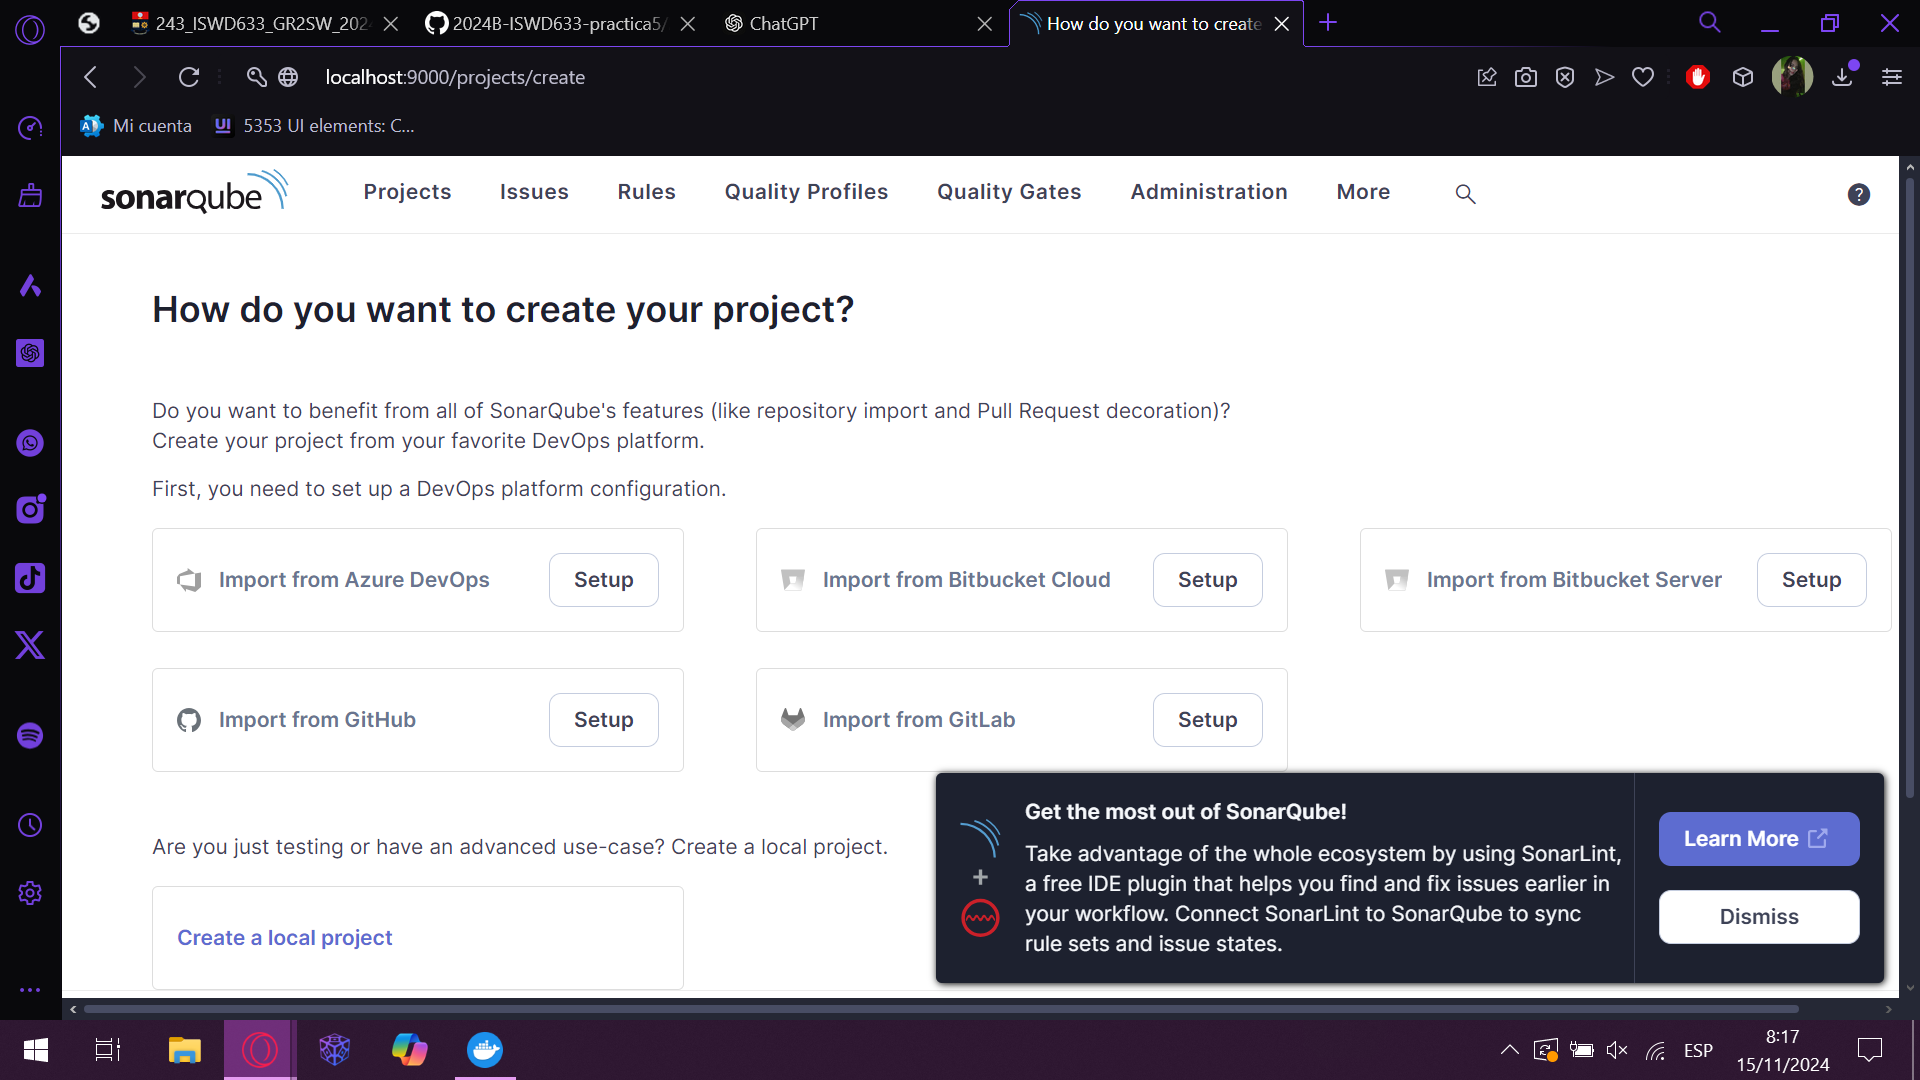 243_ISWD633_GR2SW_202
2024B-ISWD633-practica5/
ChatGPT
How do you want to create
localhost:9000/projects/create
Mi cuenta
UI
5353 UI elements: C...
sonarqube
Projects
Issues
Rules
Quality Profiles
Quality Gates
Administration
More
?
How do you want to create your project?
Do you want to benefit from all of SonarQube's features (like repository import and Pull Request decoration)?
Create your project from your favorite DevOps platform.
First, you need to set up a DevOps platform configuration.
Import from Azure DevOps
Setup
Import from Bitbucket Cloud
Setup
Import from Bitbucket Server
Setup
Import from GitHub
Setup
Import from GitLab
Setup
Are you just testing or have an advanced use-case? Create a local project.
Create a local project
Get the most out of SonarQube!
Take advantage of the whole ecosystem by using SonarLint,
a free IDE plugin that helps you find and fix issues earlier in
your workflow. Connect SonarLint to SonarQube to sync
rule sets and issue states.
Learn More
Dismiss
ESP
8:17
15/11/2024